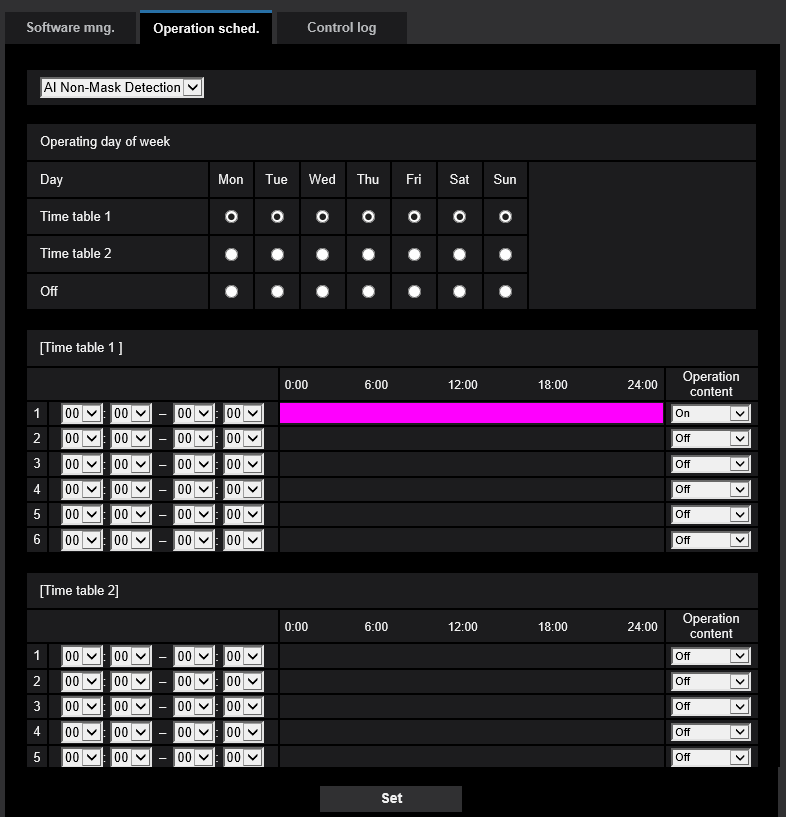 Software mng. Operation sched. Control log
AI Non-Mask Detection
Operating day of week
Day Mon Tue Wed Thu Fri Sat Sun
Time table 1
Time table 2
Off
[Time table 1 ]
0:00 6:00 12:00 18:00 24:00 Operation content
1 00 : 00 – 00 : 00 On
2 00 : 00 – 00 : 00 Off
3 00 : 00 – 00 : 00 Off
4 00 : 00 – 00 : 00 Off
5 00 : 00 – 00 : 00 Off
6 00 : 00 – 00 : 00 Off
[Time table 2]
0:00 6:00 12:00 18:00 24:00 Operation content
1 00 : 00 – 00 : 00 Off
2 00 : 00 – 00 : 00 Off
3 00 : 00 – 00 : 00 Off
4 00 : 00 – 00 : 00 Off
5 00 : 00 – 00 : 00 Off
Set